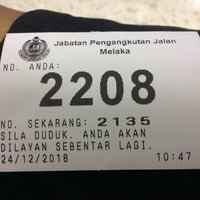 Jabatan Pengangkutan Jalan
Melaka
NO. ANDA:
2208
NO. SEKARANG: 2135
SILA DUDUK. ANDA AKAN
DILAYAN SEBENTAR LAGI.
24/12/2018 10:47